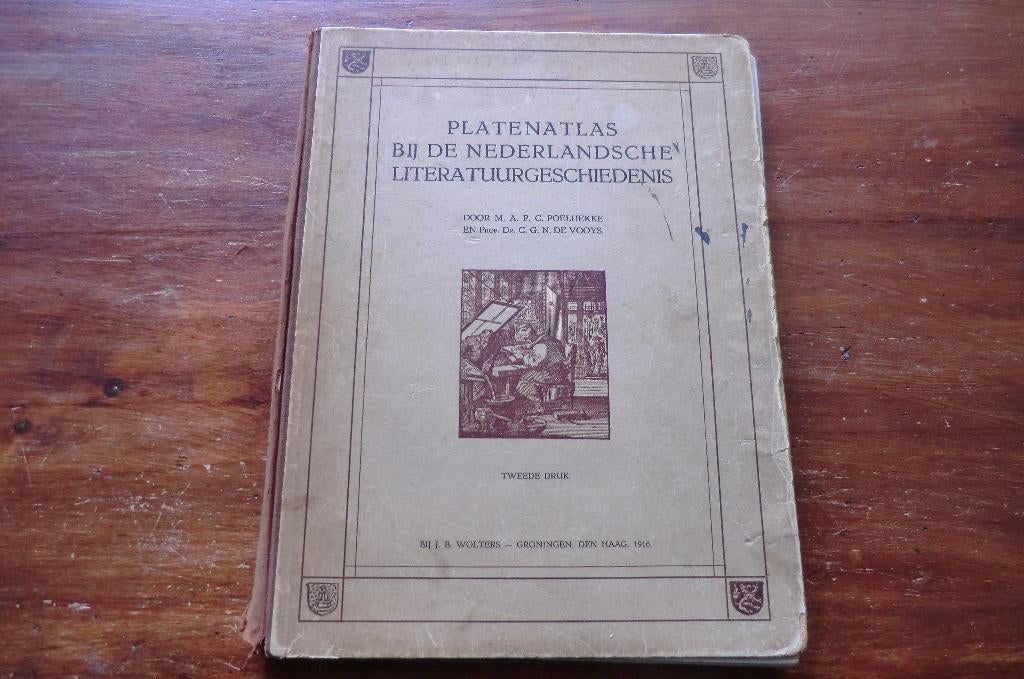 PLATENATLAS
BIJ DE NEDERLANDSCHE
LITERATUURGESCHIEDENIS
DOOR M. A. P. C. POELHEKKE
EN PROF. DR. C. G. N. DE VOOYS.
TWEEDE DRUK.
BIJ J. B. WOLTERS — GRONINGEN, DEN HAAG, 1916